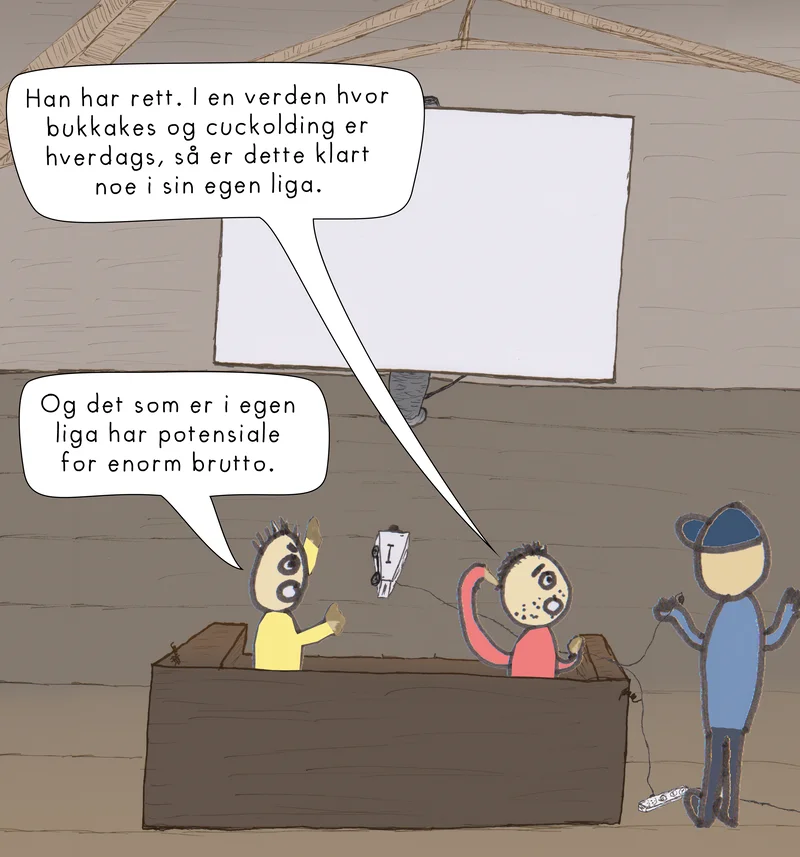 Han har rett. I en verden hvor
bukkakes og cuckolding er
hverdags, så er dette klart
noe i sin egen liga.
Og det som er i egen
liga har potensiale
for enorm brutto.
I